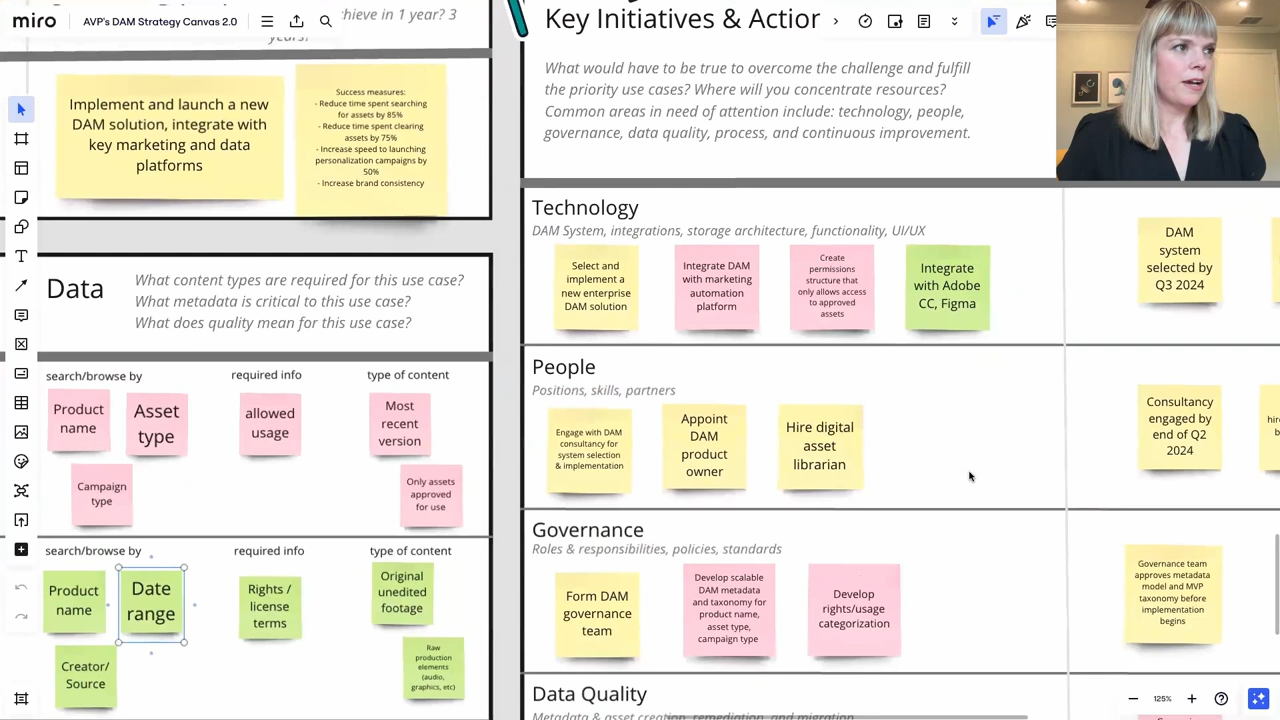 miro
AVP's DAM Strategy Canvas 2.0
chieve in 1 year? 3
years?
Implement and launch a new
DAM solution, integrate with
key marketing and data
platforms
Success measures:
- Reduce time spent searching
for assets by 85%
- Reduce time spent clearing
assets by 75%
- Increase speed to launching
personalization campaigns by
50%
- Increase brand consistency
Data
What content types are required for this use case?
What metadata is critical to this use case?
What does quality mean for this use case?
search/browse by
required info
type of content
Product
name
Asset
type
allowed
usage
Most
recent
version
Campaign
type
Only assets
approved
for use
search/browse by
required info
type of content
Product
name
Date
range
Rights /
license
terms
Original
unedited
footage
Creator/
Source
Raw
production
elements
(audio,
graphics, etc)
Key Initiatives & Action
What would have to be true to overcome the challenge and fulfill
the priority use cases? Where will you concentrate resources?
Common areas in need of attention include: technology, people,
governance, data quality, process, and continuous improvement.
Technology
DAM System, integrations, storage architecture, functionality, UI/UX
Select and
implement a
new enterprise
DAM solution
Integrate DAM
with marketing
automation
platform
Create
permissions
structure that
only allows access
to approved
assets
Integrate
with Adobe
CC, Figma
DAM
system
selected by
Q3 2024
People
Positions, skills, partners
Engage with DAM
consultancy for
system selection
& implementation
Appoint
DAM
product
owner
Hire digital
asset
librarian
Consultancy
engaged by
end of Q2
2024
Governance
Roles & responsibilities, policies, standards
Form DAM
governance
team
Develop scalable
DAM metadata
and taxonomy for
product name,
asset type,
campaign type
Develop
rights/usage
categorization
Governance team
approves metadata
model and MVP
taxonomy before
implementation
begins
Data Quality
Metadata & asset creation, remediation, and migration
125%